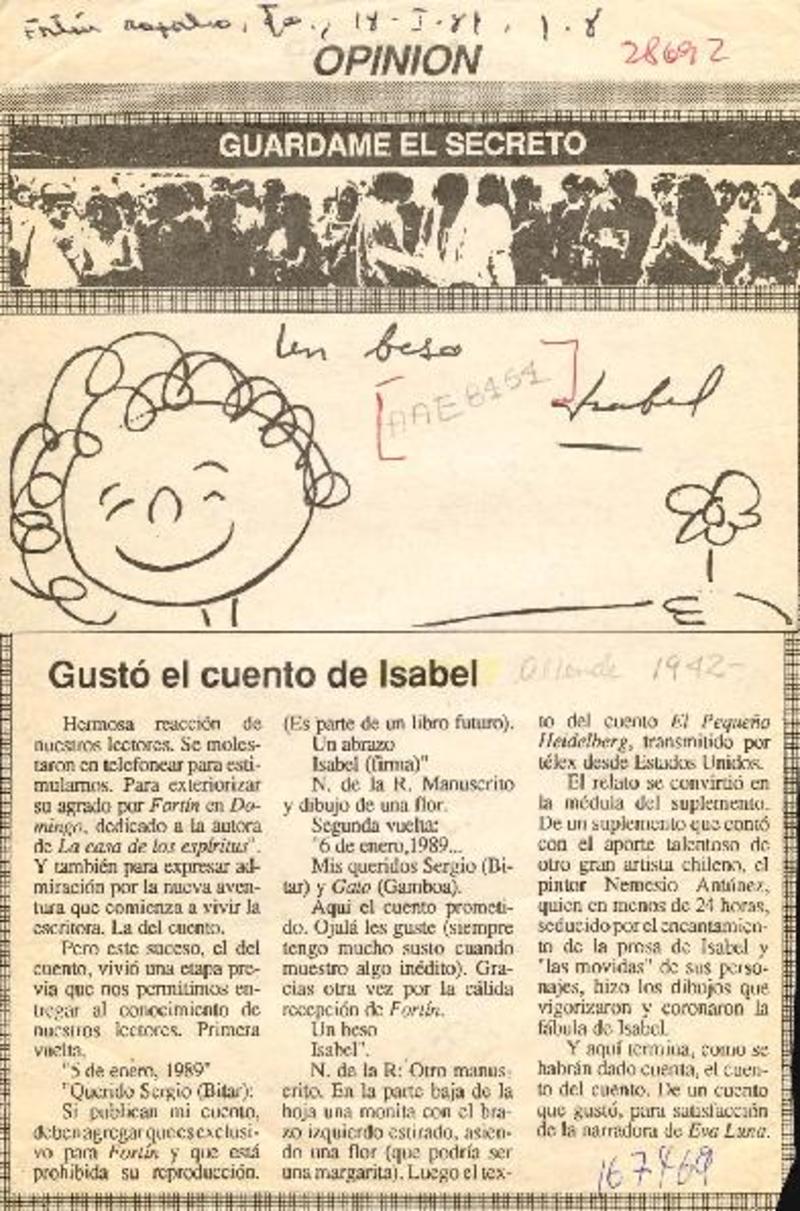 OPINION
28692
GUARDAME EL SECRETO
Un beso
AAE8464
Isabel
Gustó el cuento de Isabel
Allende 1942-
Hermosa reacción de
nuestros lectores. Se moles-
taron en telefonear para esti-
mularnos. Para exteriorizar
su agrado por Fortín en Do-
mingo, dedicado a la autora
de La casa de los espíritus".
Y también para expresar ad-
miración por la nueva aven-
tura que comienza a vivir la
escritora. La del cuento.
Pero este suceso, el del
cuento, vivió una etapa pre-
via que nos permitimos en-
tregar al conocimiento de
nuestros lectores. Primera
vuelta.
"5 de enero, 1989"
"Querido Sergio (Bitar):
Si publican mi cuento,
deben agregar que es exclusi-
vo para Fortín y que está
prohibida su reproducción.
(Es parte de un libro futuro).
Un abrazo
Isabel (firma)"
N. de la R. Manuscrito
y dibujo de una flor.
Segunda vuelta:
"6 de enero,1989...
Mis queridos Sergio (Bi-
tar) y Gato (Gamboa).
Aquí el cuento prometi-
do. Ojalá les guste (siempre
tengo mucho susto cuando
muestro algo inédito). Gra-
cias otra vez por la cálida
recepción de Fortín.
Un beso
Isabel".
N. de la R: Otro manus-
crito. En la parte baja de la
hoja una monita con el bra-
zo izquierdo estirado, asien-
do una flor (que podría ser
una margarita). Luego el tex-
to del cuento El Pequeño
Heidelberg, transmitido por
télex desde Estados Unidos.
El relato se convirtió en
la médula del suplemento.
De un suplemento que contó
con el aporte talentoso de
otro gran artista chileno, el
pintor Nemesio Antúnez,
quien en menos de 24 horas,
seducido por el encantamien-
to de la prosa de Isabel y
"las movidas" de sus perso-
najes, hizo los dibujos que
vigorizaron y coronaron la
fábula de Isabel.
Y aquí termina, como se
habrán dado cuenta, el cuen-
to del cuento. De un cuento
que gustó, para satisfacción
de la narradora de Eva Luna.